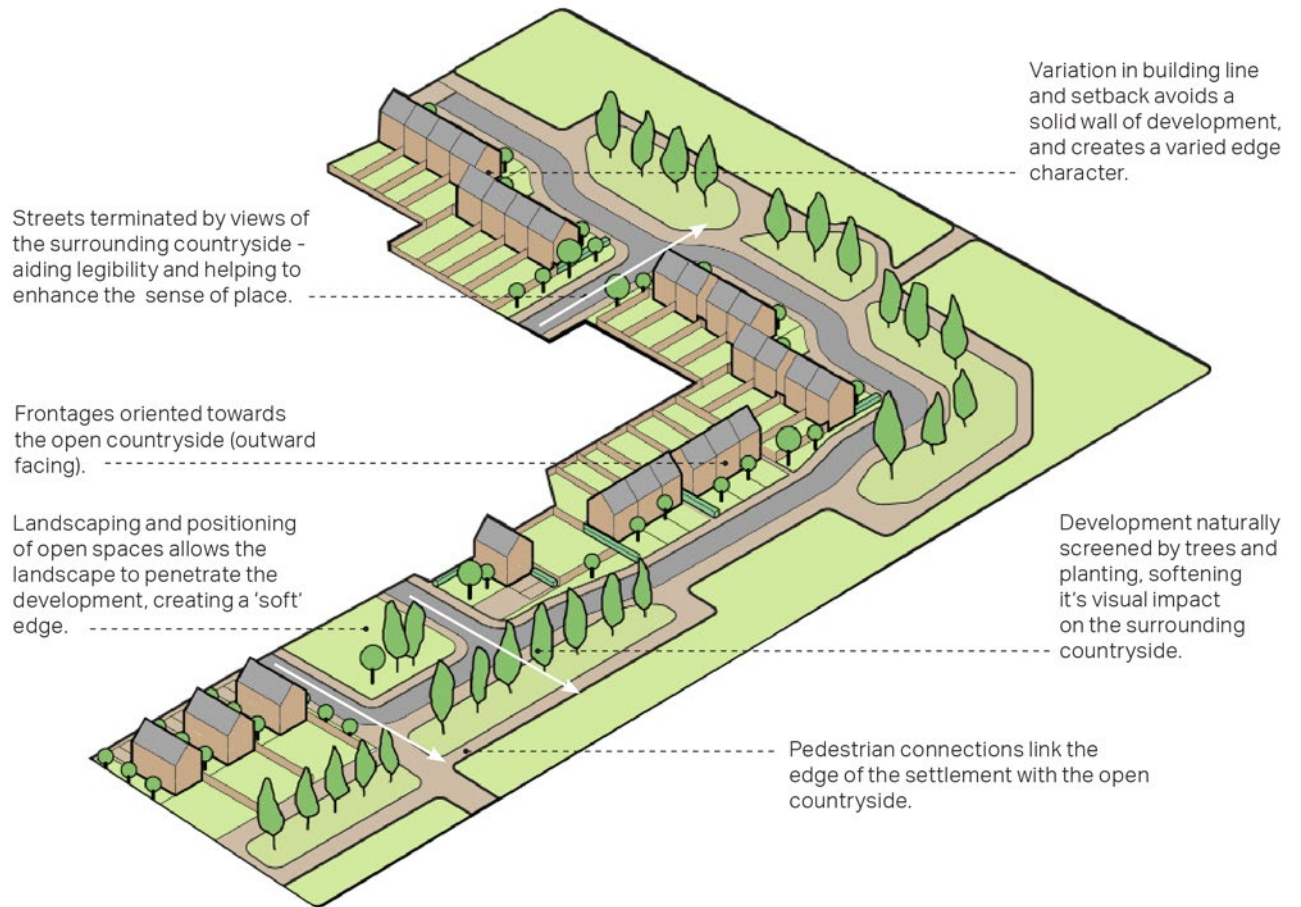 Variation in building line
and setback avoids a
solid wall of development,
and creates a varied edge
character.
Streets terminated by views of
the surrounding countryside -
aiding legibility and helping to
enhance the sense of place.
Frontages oriented towards
the open countryside (outward
facing).
Landscaping and positioning
of open spaces allows the
landscape to penetrate the
development, creating a 'soft'
edge.
Development naturally
screened by trees and
planting, softening
it's visual impact
on the surrounding
countryside.
Pedestrian connections link the
edge of the settlement with the open
countryside.